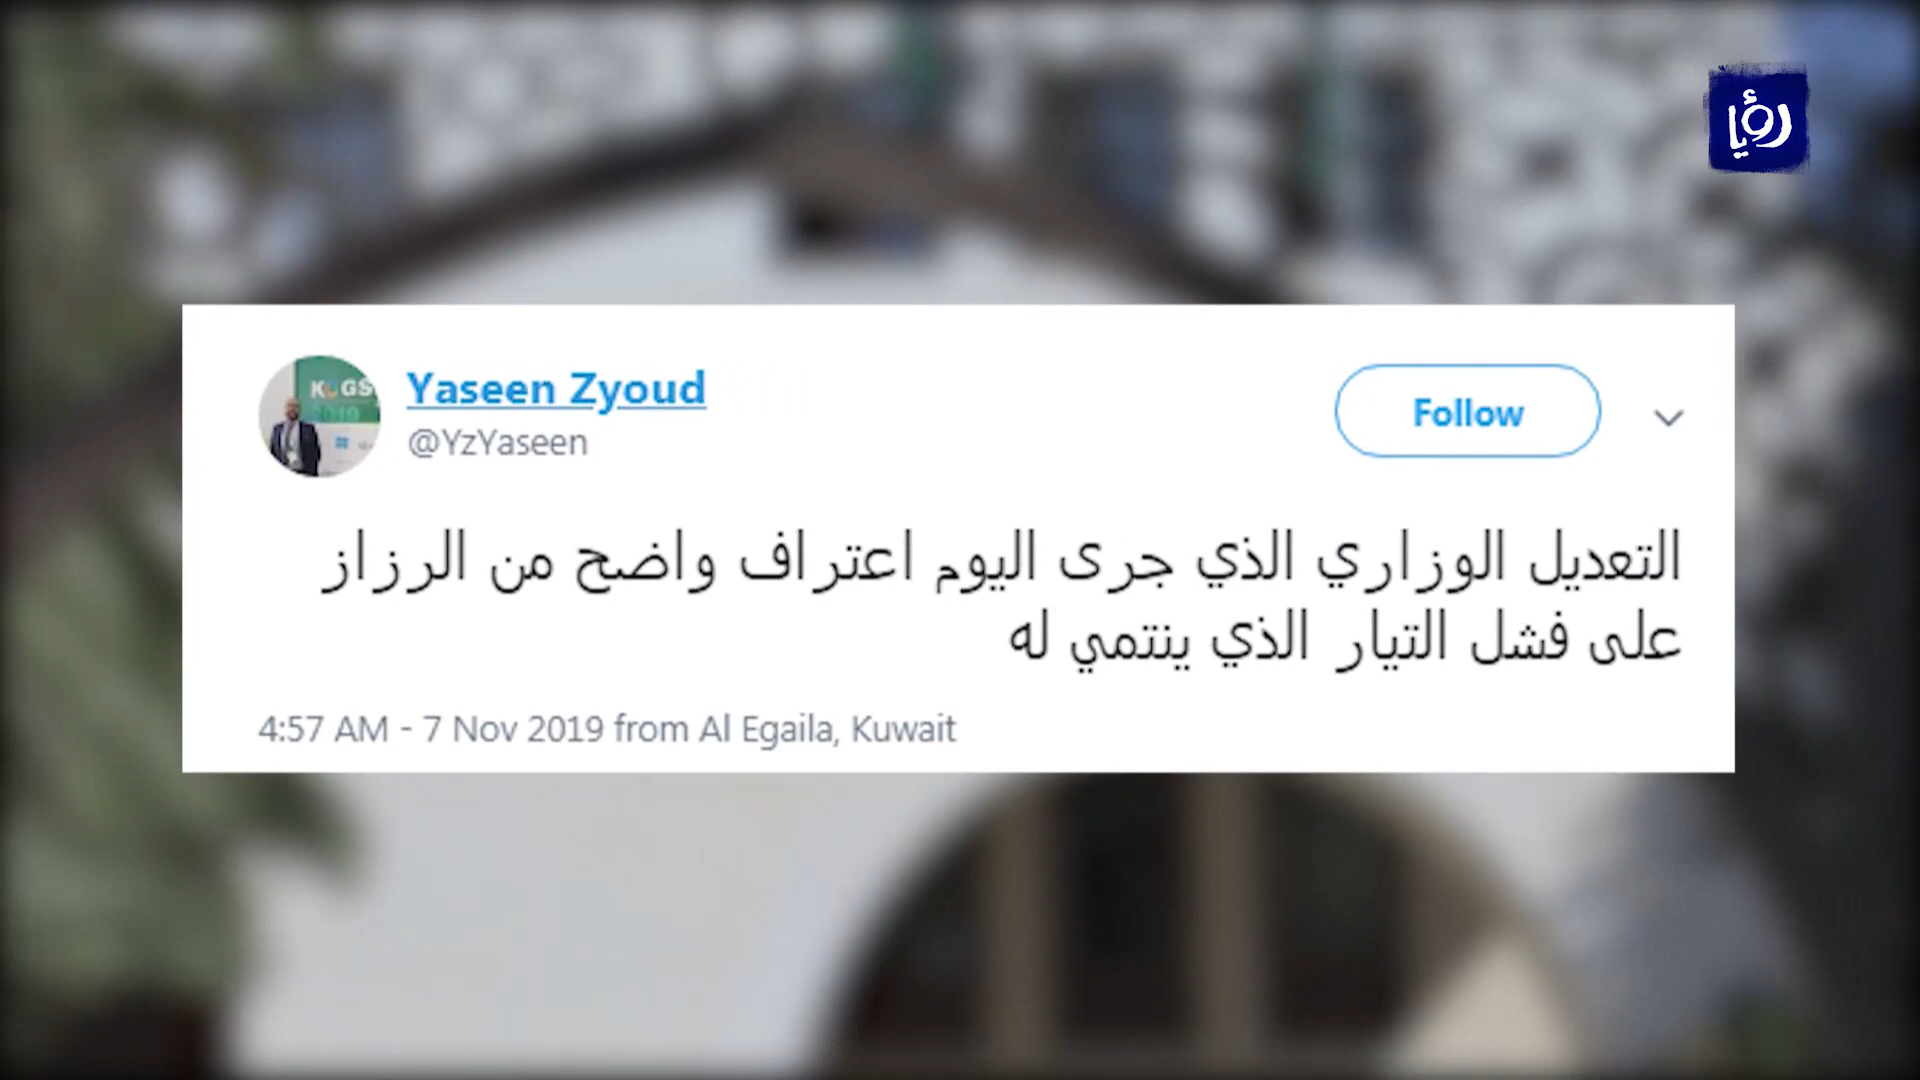 رؤيا
Yaseen Zyoud
@YzYaseen
Follow
التعديل الوزاري الذي جرى اليوم اعتراف واضح من الرزاز
على فشل التيار الذي ينتمي له
4:57 AM - 7 Nov 2019 from Al Egaila, Kuwait